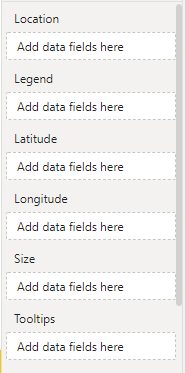 Location
Add data fields here
Legend
Add data fields here
Latitude
Add data fields here
Longitude
Add data fields here
Size
Add data fields here
Tooltips
Add data fields here